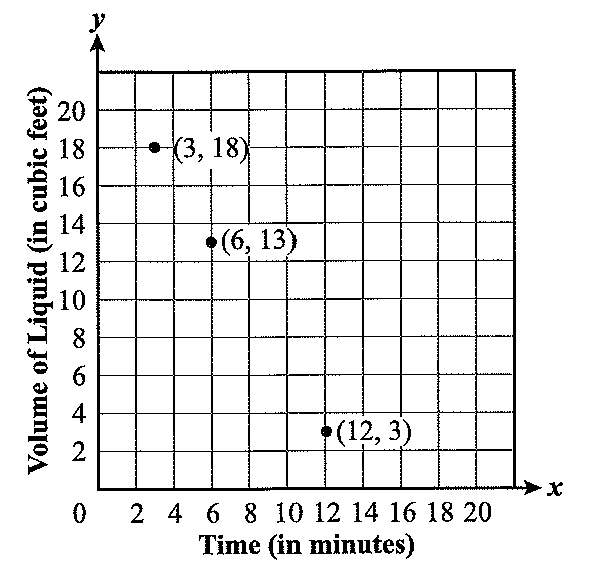 y
Volume of Liquid (in cubic feet)
20
18
16
14
12
10
8
6
4
2
(3, 18)
(6, 13)
(12, 3)
x
0 2 4 6 8 10 12 14 16 18 20
Time (in minutes)